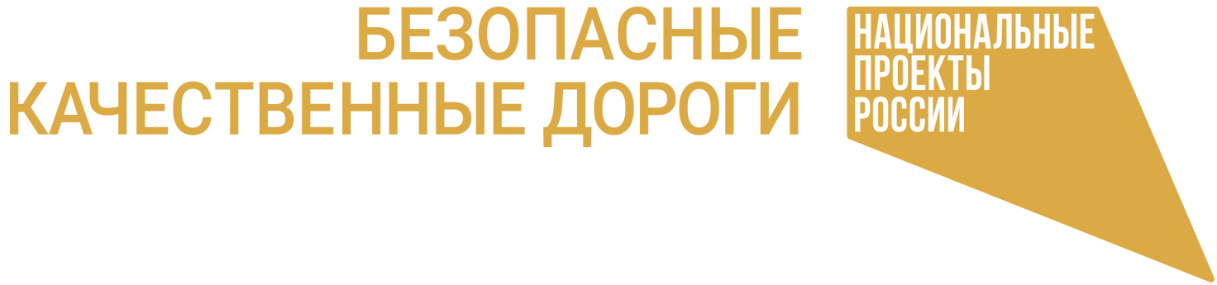 БЕЗОПАСНЫЕ
КАЧЕСТВЕННЫЕ ДОРОГИ
НАЦИОНАЛЬНЫЕ
ПРОЕКТЫ
РОССИИ